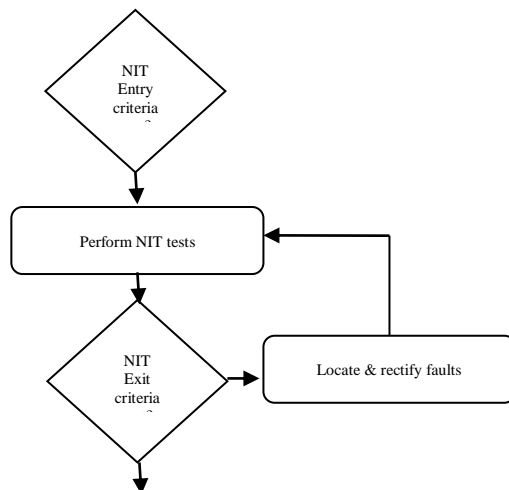 NIT
Entry
criteria
Perform NIT tests
NIT
Exit
criteria
Locate & rectify faults